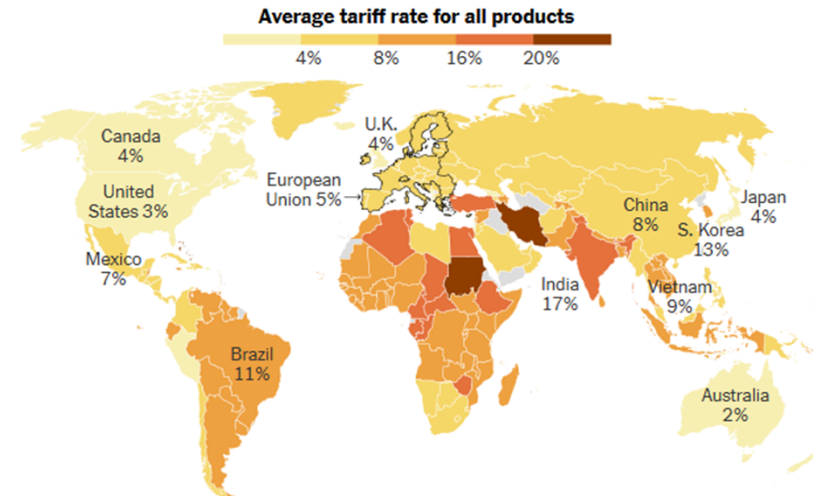 Average tariff rate for all products
4% 8% 16% 20%
Canada
4%
U.K.
4%
United
States 3%
European
Union 5%
Mexico
7%
China
8%
Japan
4%
S. Korea
13%
India
17%
Vietnam
9%
Brazil
11%
Australia
2%